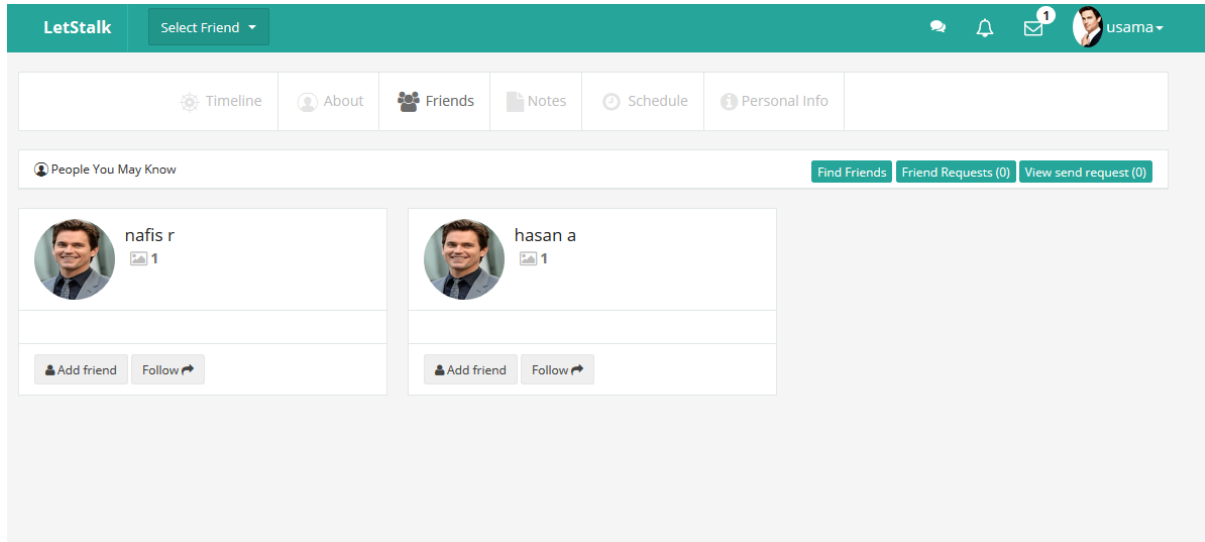 LetStalk Select Friend 1 usama
Timeline About Friends Notes Schedule Personal Info
People You May Know Find Friends Friend Requests (0) View send request (0)
nafis r
1
Add friend Follow
hasan a
1
Add friend Follow